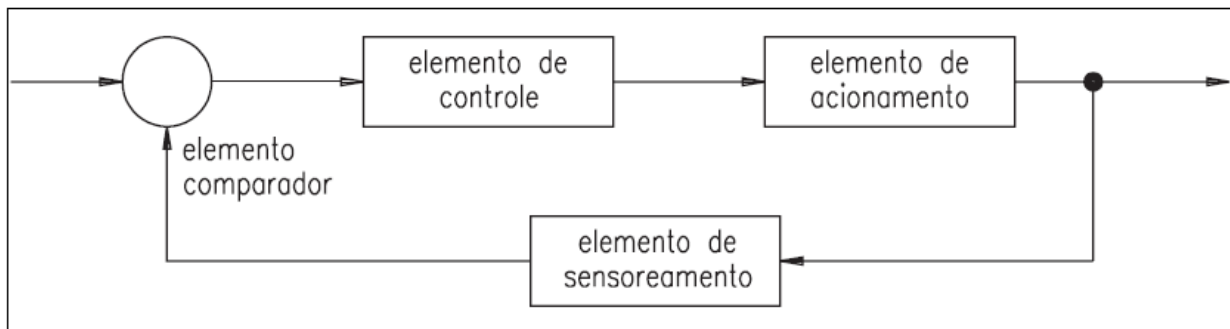 elemento de
controle
elemento de
acionamento
elemento
comparador
elemento de
sensoreamento